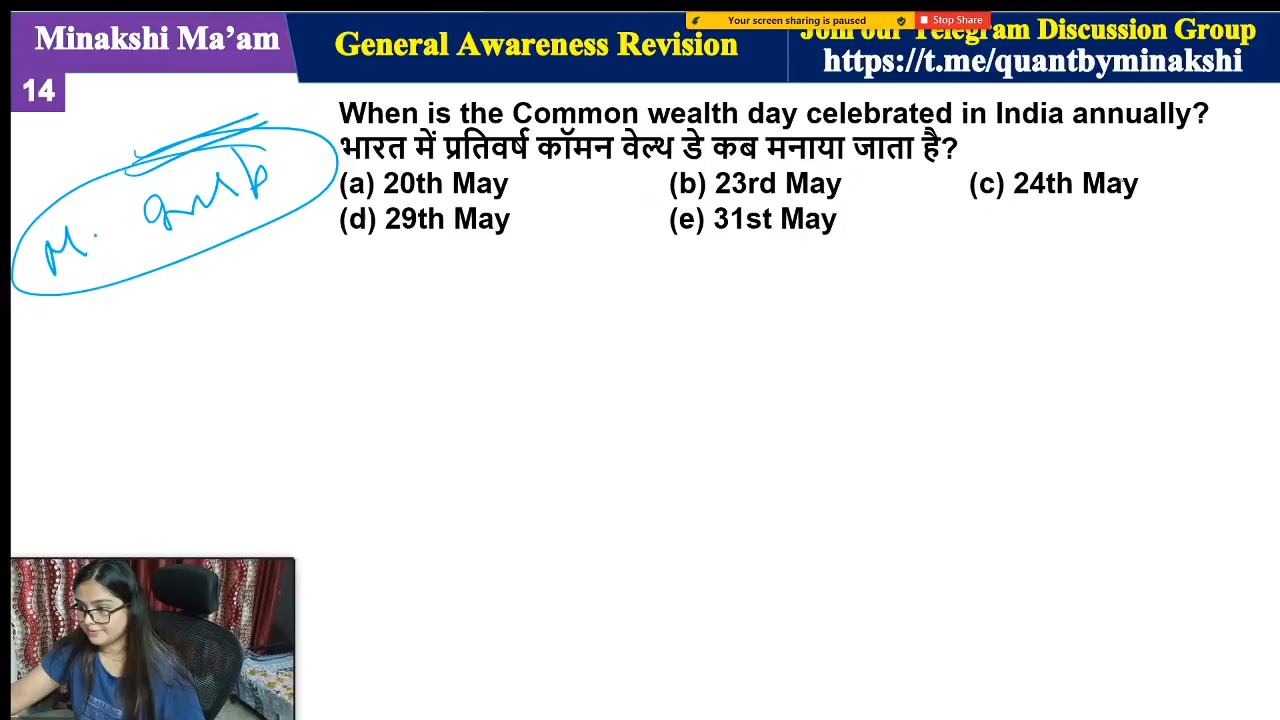 Your screen sharing is paused
Stop Share
Minakshi Ma’am
General Awareness Revision
Join our Telegram Discussion Group
https://t.me/quantbyminakshi
14
When is the Common wealth day celebrated in India annually?
भारत में प्रतिवर्ष कॉमन वेल्थ डे कब मनाया जाता है?
(a) 20th May (b) 23rd May (c) 24th May
(d) 29th May (e) 31st May
M.